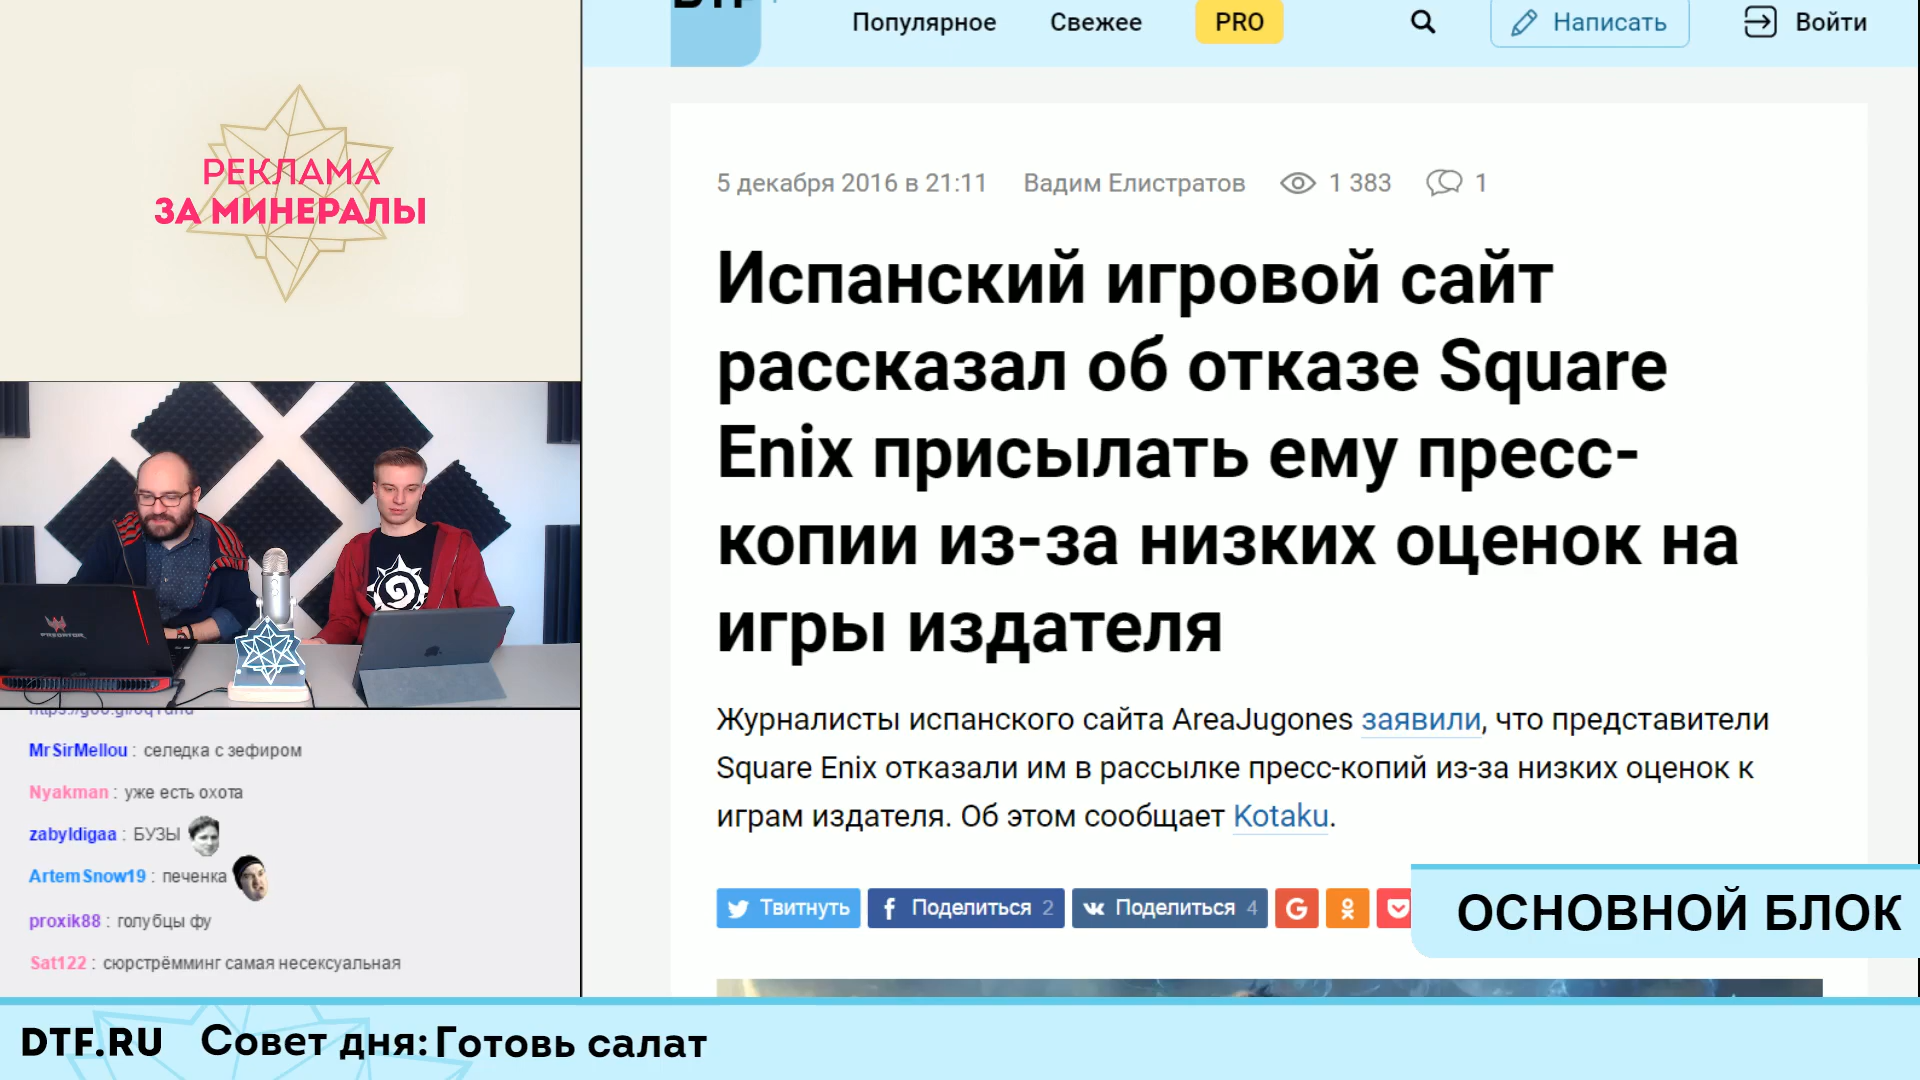 РЕКЛАМА
ЗА МИНЕРАЛЫ
PREDATOR
MrSirMellou : селедка с зефиром
Nyakman : уже есть охота
zabyldigaa : БУЗЫ
ArtemSnow19 : печенка
proxik88 : голубцы фу
Sat122 : сюрстрёмминг самая несексуальная
DTF
Популярное Свежее PRO Написать Войти
5 декабря 2016 в 21:11 Вадим Елистратов 1 383 1
Испанский игровой сайт
рассказал об отказе Square
Enix присылать ему пресс-
копии из-за низких оценок на
игры издателя
Журналисты испанского сайта AreaJugones заявили, что представители
Square Enix отказали им в рассылке пресс-копий из-за низких оценок к
играм издателя. Об этом сообщает Kotaku.
Твитнуть Поделиться 2 Поделиться 4
ОСНОВНОЙ БЛОК
DTF.RU Совет дня: Готовь салат